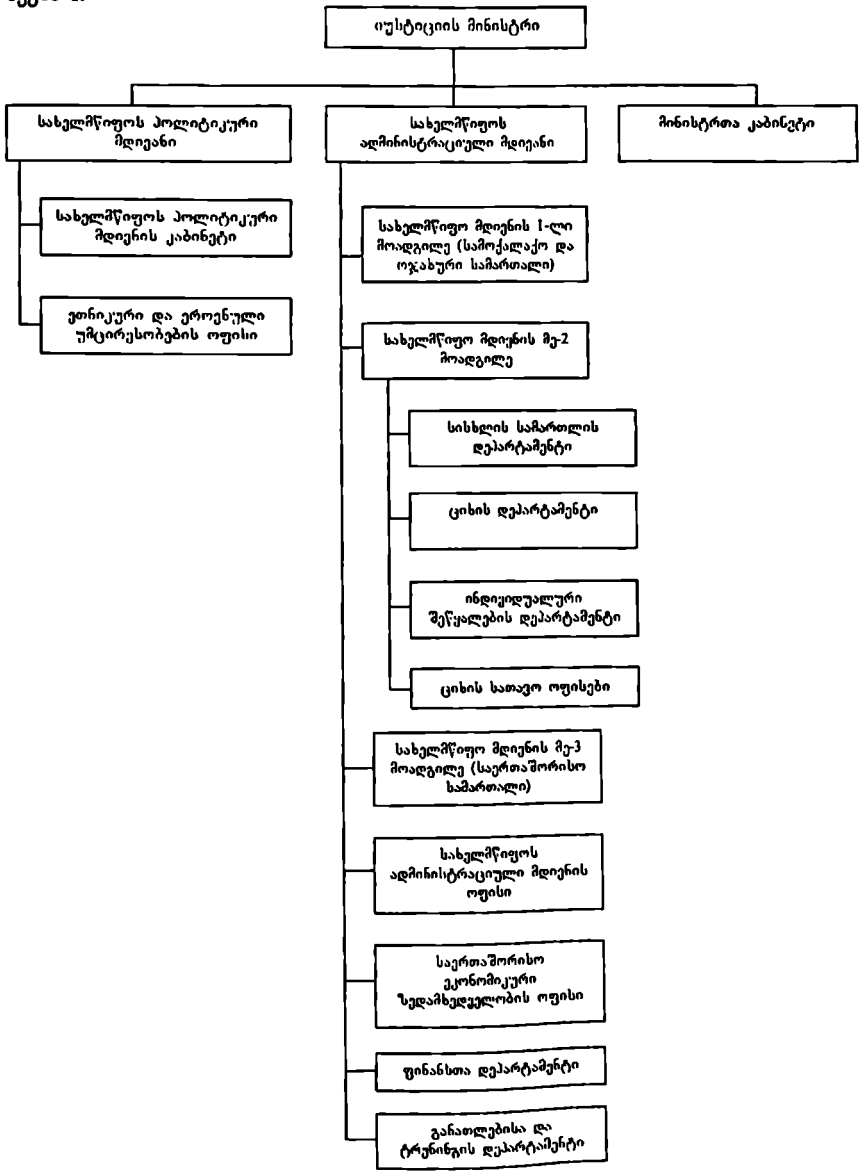 იუსტიციის მინისტრი
სახელმწიფოს პოლიტიკური
მდივანი
სახელმწიფოს
ადმინისტრაციული მდივანი
მინისტრთა კაბინეტი
სახელმწიფოს პოლიტიკური
მდივნის კაბინეტი
ეთნიკური და ეროვნული
უმცირესობების ოფისი
სახელმწიფო მდივნის 1-ლი
მოადგილე (სამოქალაქო და
ოჯახური სამართალი)
სახელმწიფო მდივნის მე-2
მოადგილე
სისხლის სამართლის
დეპარტამენტი
ციხის დეპარტამენტი
ინდივიდუალური
შეწყალების დეპარტამენტი
ციხის სათავო ოფისები
სახელმწიფო მდივნის მე-3
მოადგილე (საერთაშორისო
სამართალი)
სახელმწიფოს
ადმინისტრაციული მდივნის
ოფისი
საერთაშორისო
ეკონომიკური
ზედამხედველობის ოფისი
ფინანსთა დეპარტამენტი
განათლებისა და
ტრენინგის დეპარტამენტი